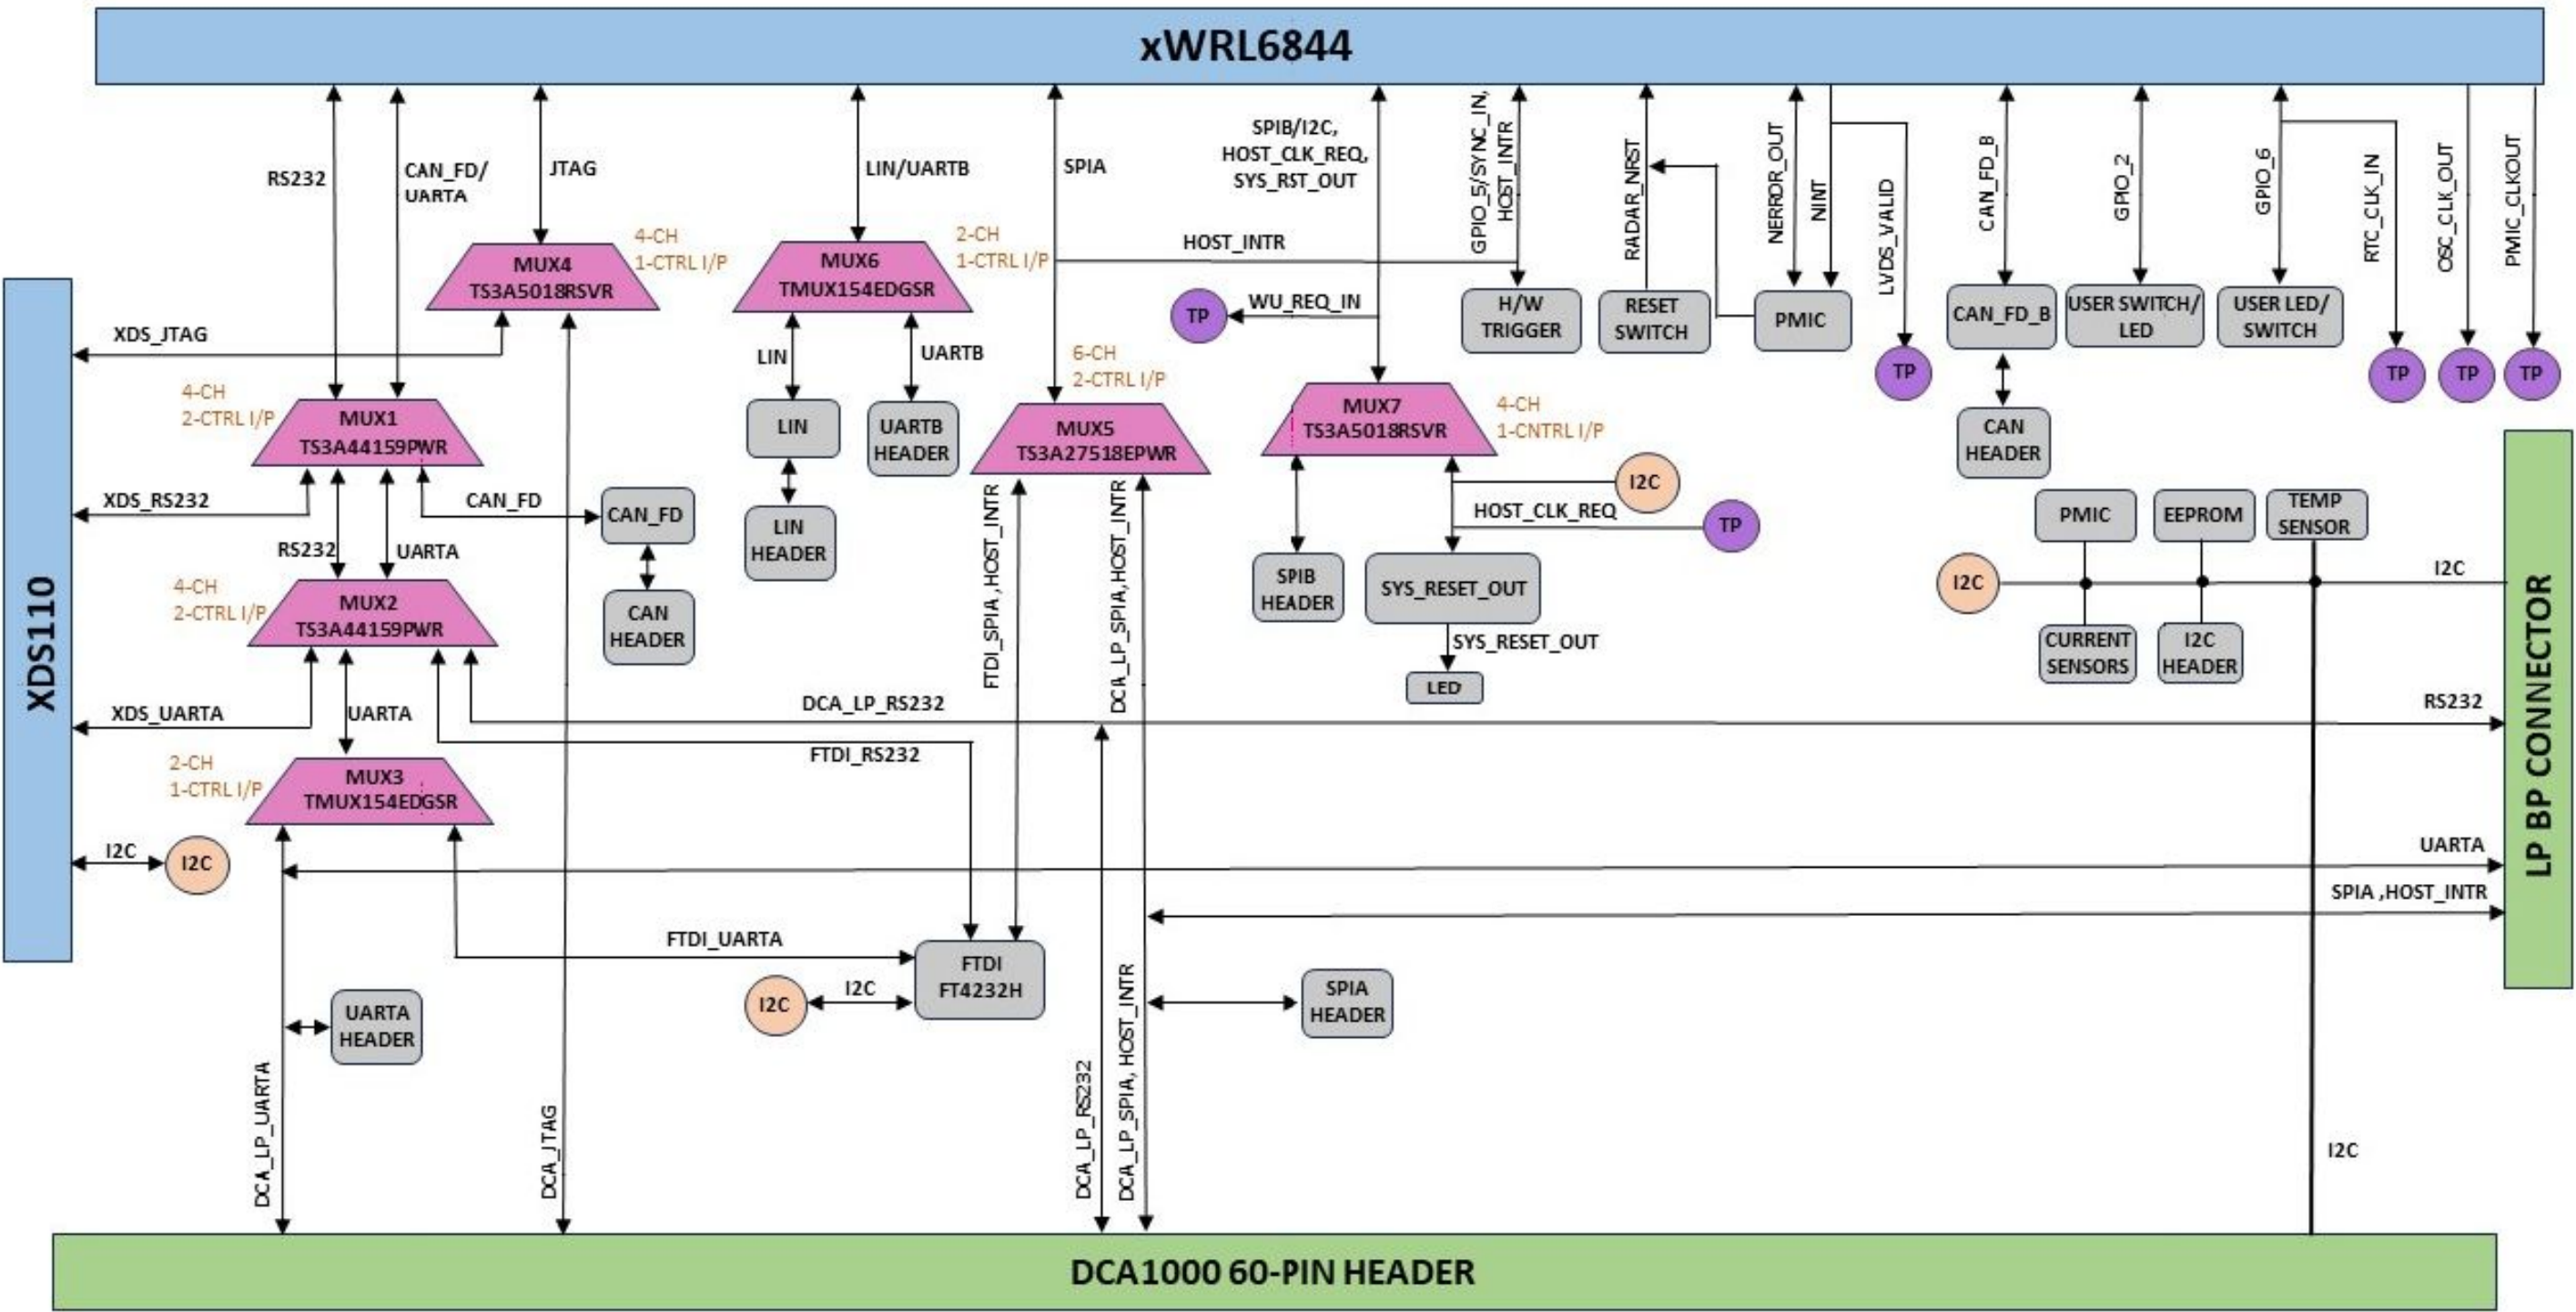 xWRL6844
RS232
CAN_FD/
UARTA
JTAG
LIN/UARTB
SPIA
SPIB/I2C,
HOST_CLK_REQ,
SYS_RST_OUT
GPIO_5/SYNC_IN,
HOST_INTR
RADAR_NRST
NERROR_OUT
NINT
LVDS_VALID
CAN_FD_B
GPIO_2
GPIO_6
RTC_CLK_IN
OSC_CLK_OUT
PMIC_CLKOUT
4-CH
1-CTRL I/P
MUX4
TS3A5018RSVR
2-CH
1-CTRL I/P
MUX6
TMUX154EDGSR
HOST_INTR
TP
WU_REQ_IN
H/W
TRIGGER
RESET
SWITCH
PMIC
CAN_FD_B
USER SWITCH/
LED
USER LED/
SWITCH
XDS_JTAG
LIN
UARTB
6-CH
2-CTRL I/P
TP
TP
TP
TP
4-CH
2-CTRL I/P
MUX1
TS3A44159PWR
LIN
UARTB
HEADER
MUX5
TS3A27518EPWR
MUX7
TS3A5018RSVR
4-CH
1-CNTRL I/P
CAN
HEADER
XDS_RS232
CAN_FD
CAN_FD
LIN
HEADER
FTDI_SPIA ,HOST_INTR
DCA_LP_SPIA,HOST_INTR
I2C
HOST_CLK_REQ
TP
PMIC
EEPROM
TEMP
SENSOR
RS232
UARTA
4-CH
2-CTRL I/P
MUX2
TS3A44159PWR
CAN
HEADER
SPIB
HEADER
SYS_RESET_OUT
SYS_RESET_OUT
LED
I2C
I2C
CURRENT
SENSORS
I2C
HEADER
XDS110
LP BP CONNECTOR
XDS_UARTA
UARTA
DCA_LP_RS232
RS232
FTDI_RS232
2-CH
1-CTRL I/P
MUX3
TMUX154EDGSR
I2C
I2C
UARTA
SPIA ,HOST_INTR
FTDI_UARTA
FTDI
FT4232H
I2C
I2C
SPIA
HEADER
UARTA
HEADER
DCA_LP_UARTA
DCA_JTAG
DCA_LP_RS232
DCA_LP_SPIA, HOST_INTR
I2C
DCA1000 60-PIN HEADER